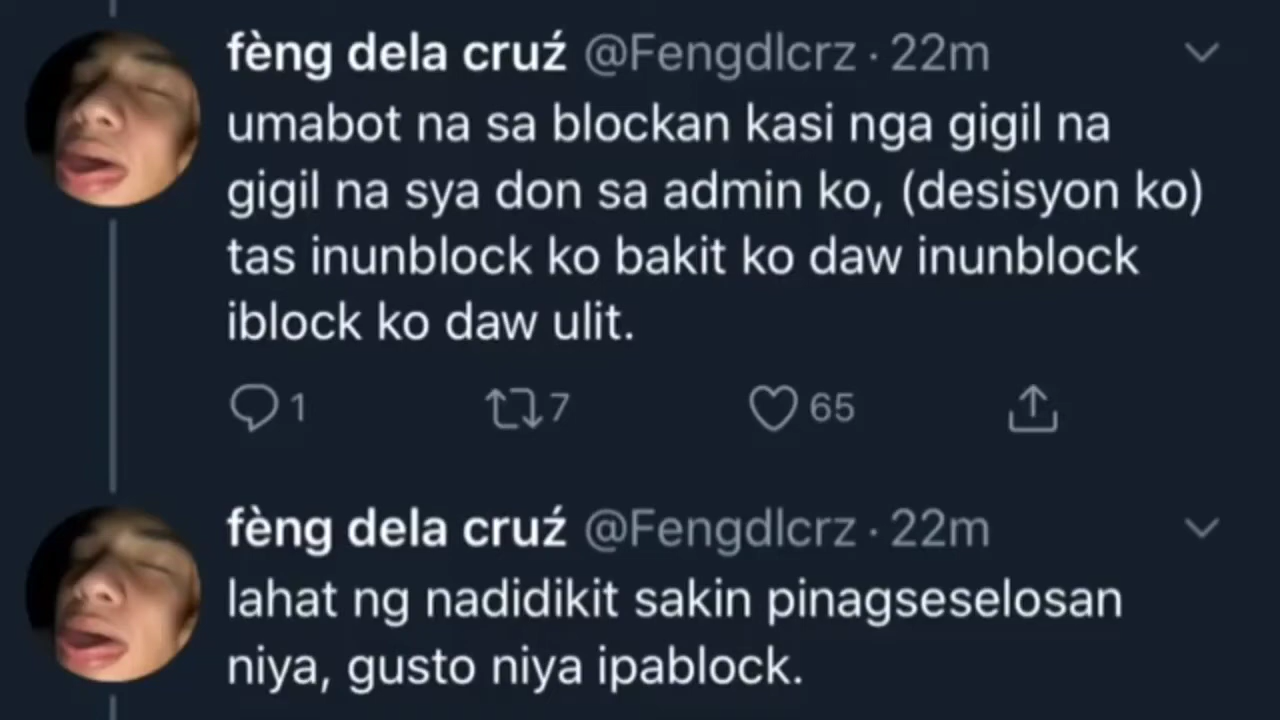 fèng dela cruź @Fengdlcrz · 22m
umabot na sa blockan kasi nga gigil na
gigil na sya don sa admin ko, (desisyon ko)
tas inunblock ko bakit ko daw inunblock
iblock ko daw ulit.
1 7 65
fèng dela cruź @Fengdlcrz · 22m
lahat ng nadidikit sakin pinagseselosan
niya, gusto niya ipablock.